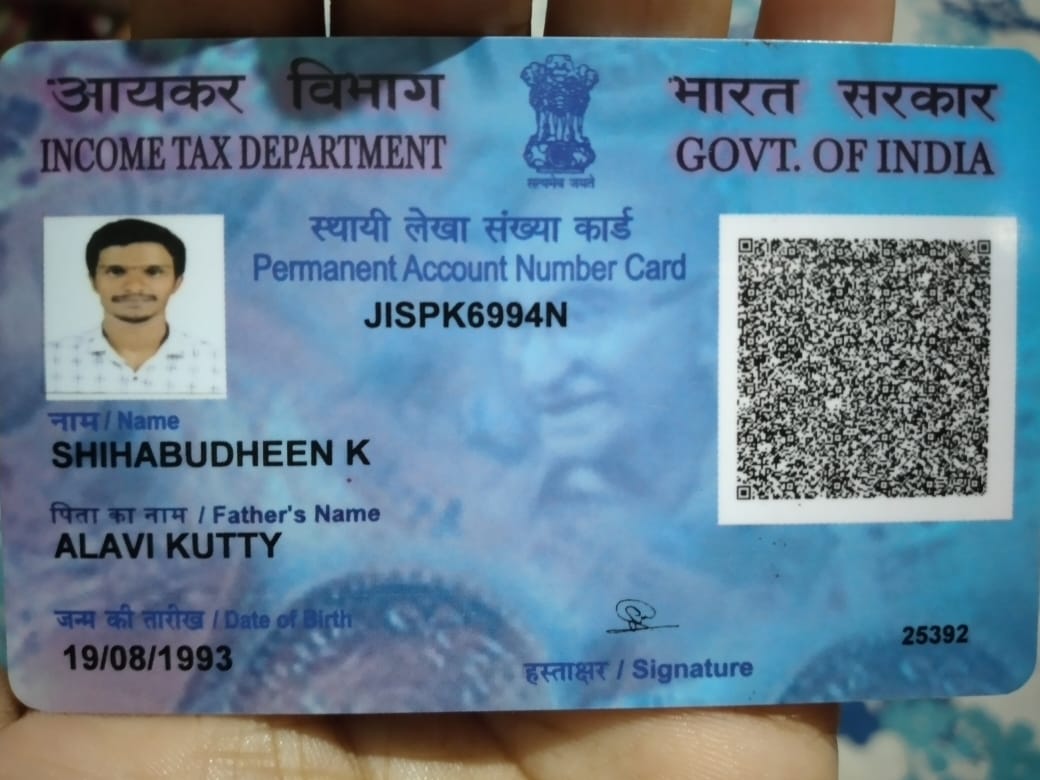 आयकर विभाग
INCOME TAX DEPARTMENT
सत्यमेव जयते
भारत सरकार
GOVT. OF INDIA
स्थायी लेखा संख्या कार्ड
Permanent Account Number Card
JISPK6994N
नाम / Name
SHIHABUDHEEN K
पिता का नाम / Father's Name
ALAVI KUTTY
जन्म की तारीख / Date of Birth
19/08/1993
हस्ताक्षर / Signature
25392